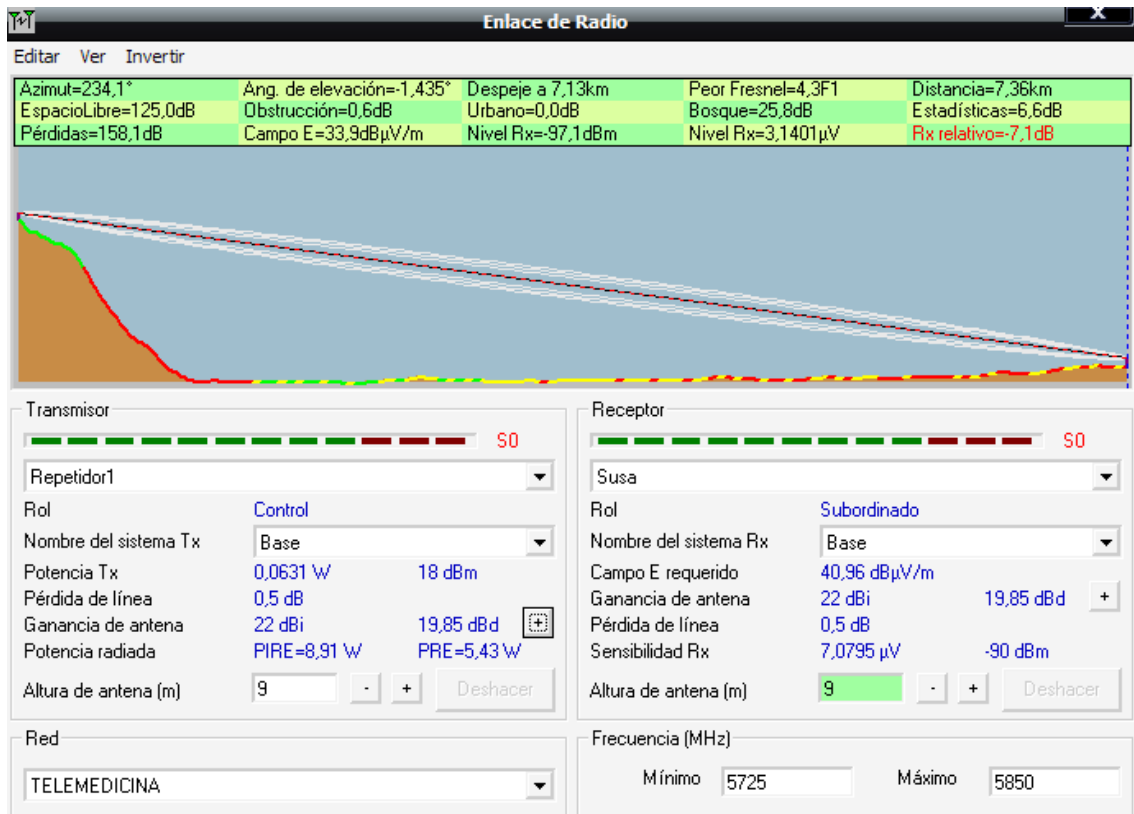 Enlace de Radio X
Editar Ver Invertir
Azimut=234,1° Ang. de elevación=-1,435° Despeje a 7,13km Peor Fresnel=4,3F1 Distancia=7,36km
EspacioLibre=125,0dB Obstrucción=0,6dB Urbano=0,0dB Bosque=25,8dB Estadísticas=6,6dB
Pérdidas=158,1dB Campo E=33,9dBµV/m Nivel Rx=-97,1dBm Nivel Rx=3,1401µV Rx relativo=-7,1dB
Transmisor
S0
Repetidor1
Rol Control
Nombre del sistema Tx Base
Potencia Tx 0,0631 W 18 dBm
Pérdida de línea 0,5 dB
Ganancia de antena 22 dBi 19,85 dBd +
Potencia radiada PIRE=8,91 W PRE=5,43 W
Altura de antena (m) 9 - + Deshacer
Receptor
S0
Susa
Rol Subordinado
Nombre del sistema Rx Base
Campo E requerido 40,96 dBµV/m
Ganancia de antena 22 dBi 19,85 dBd +
Pérdida de línea 0,5 dB
Sensibilidad Rx 7,0795 µV -90 dBm
Altura de antena (m) 9 - + Deshacer
Red
TELEMEDICINA
Frecuencia (MHz)
Mínimo 5725 Máximo 5850